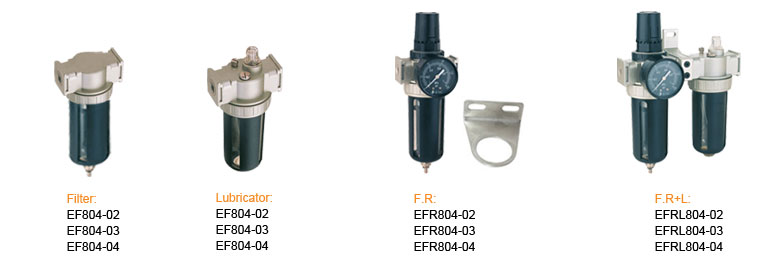 Filter:
EF804-02
EF804-03
EF804-04
Lubricator:
EF804-02
EF804-03
EF804-04
F.R:
EFR804-02
EFR804-03
EFR804-04
F.R+L:
EFRL804-02
EFRL804-03
EFRL804-04